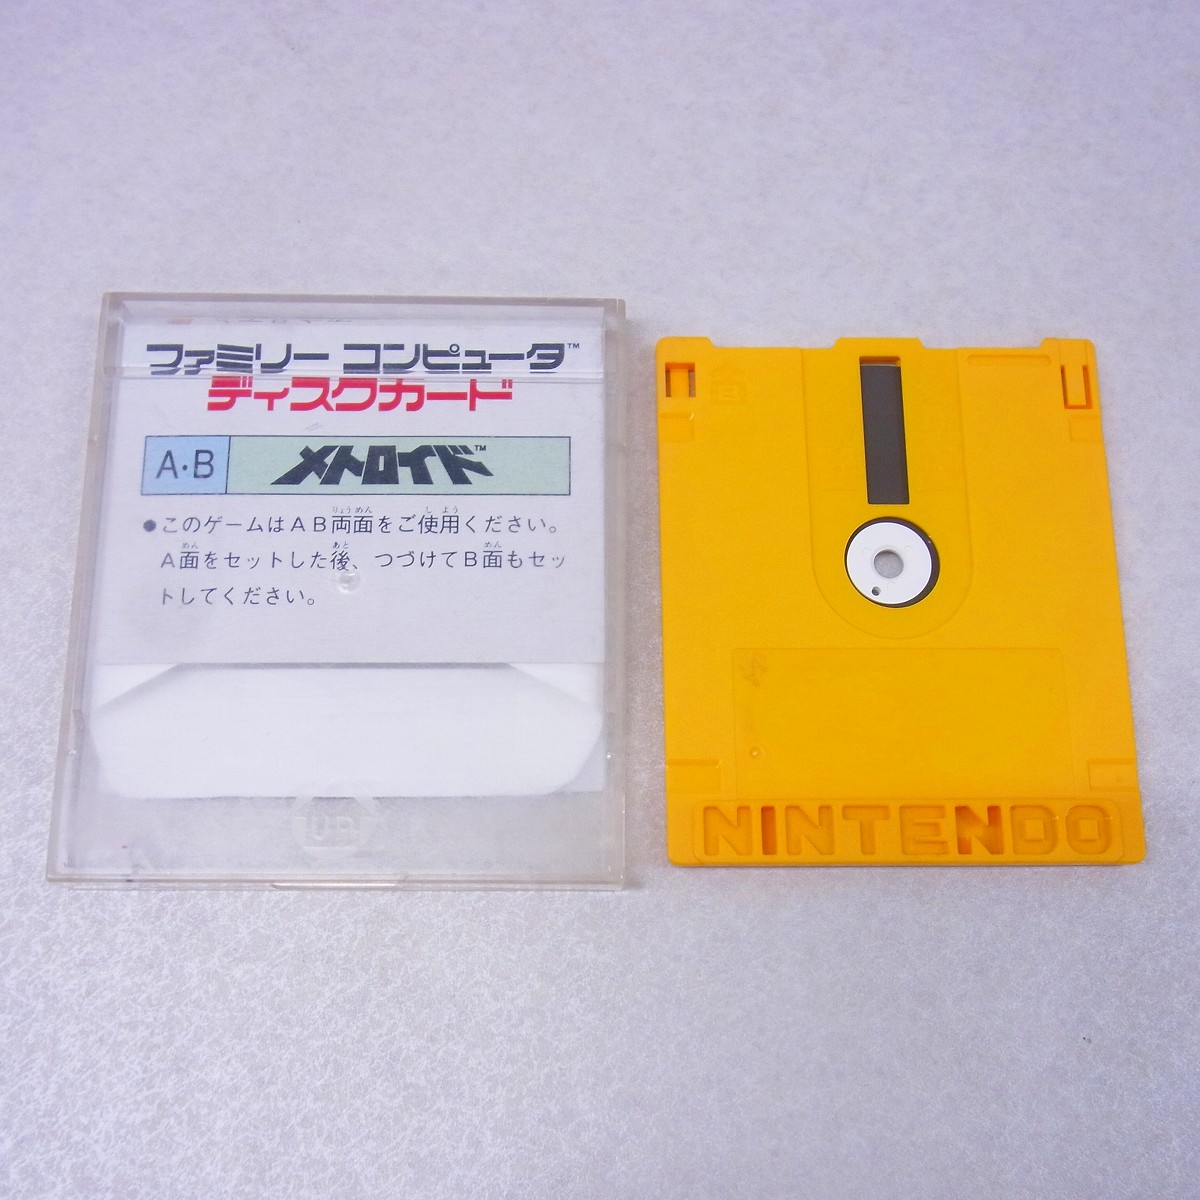 ファミリー コンピュータ™
ディスクカード
A・B メトロイド™
●このゲームはAB両面をご使用ください。
りょうめん しよう
A面をセットした後、つづけてB面もセッ
めん あと めん
トしてください。
NINTENDO